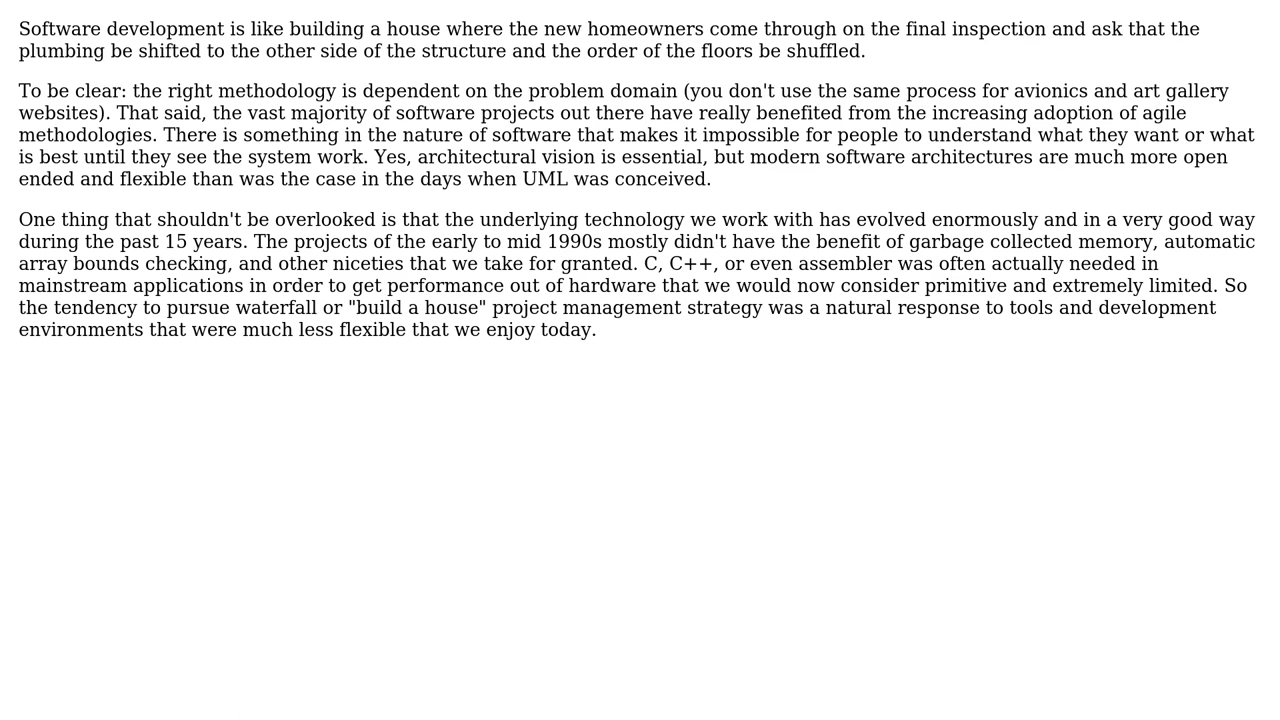 Software development is like building a house where the new homeowners come through on the final inspection and ask that the
plumbing be shifted to the other side of the structure and the order of the floors be shuffled.
To be clear: the right methodology is dependent on the problem domain (you don't use the same process for avionics and art gallery
websites). That said, the vast majority of software projects out there have really benefited from the increasing adoption of agile
methodologies. There is something in the nature of software that makes it impossible for people to understand what they want or what
is best until they see the system work. Yes, architectural vision is essential, but modern software architectures are much more open
ended and flexible than was the case in the days when UML was conceived.
One thing that shouldn't be overlooked is that the underlying technology we work with has evolved enormously and in a very good way
during the past 15 years. The projects of the early to mid 1990s mostly didn't have the benefit of garbage collected memory, automatic
array bounds checking, and other niceties that we take for granted. C, C++, or even assembler was often actually needed in
mainstream applications in order to get performance out of hardware that we would now consider primitive and extremely limited. So
the tendency to pursue waterfall or "build a house" project management strategy was a natural response to tools and development
environments that were much less flexible that we enjoy today.